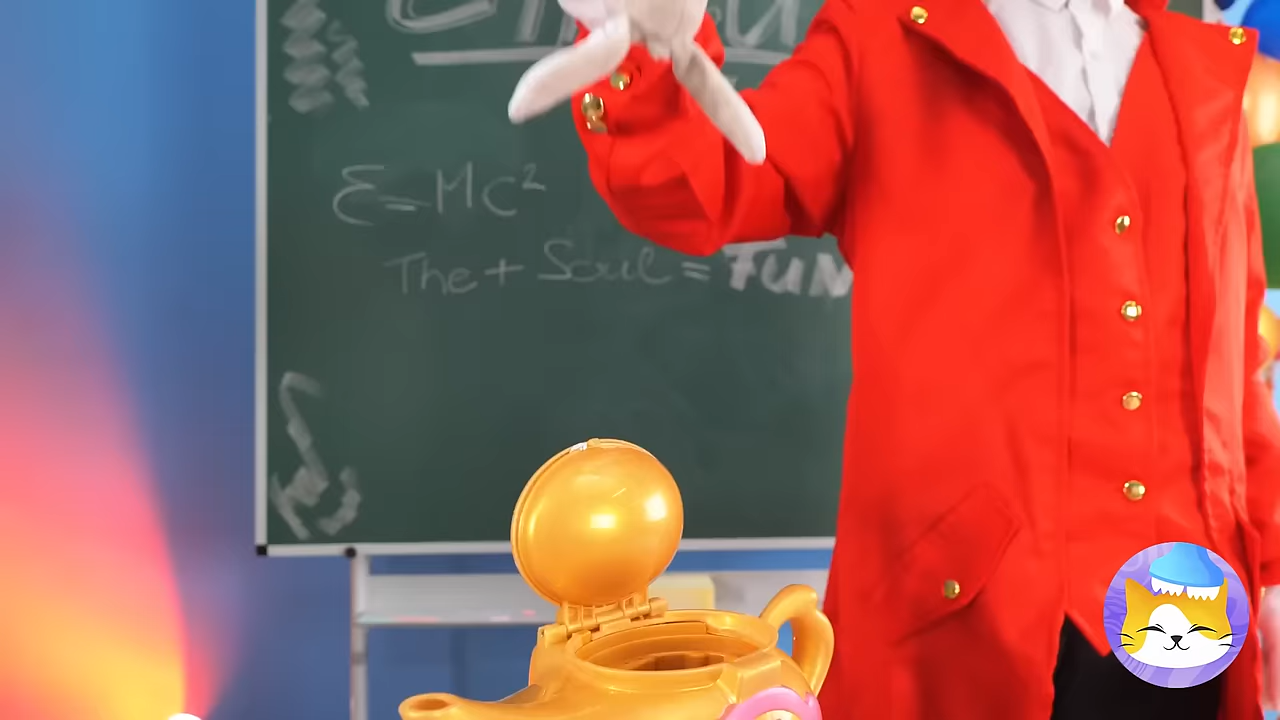 E=MC²
The + Soul = FUN